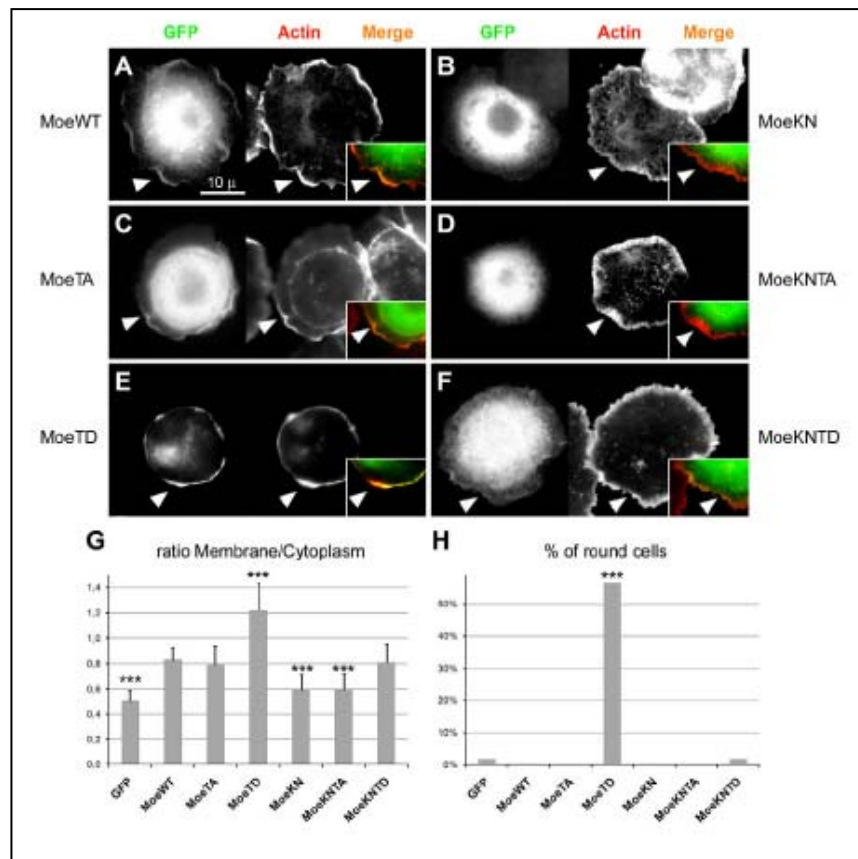 GFP Actin Merge GFP Actin Merge
A B
MoeWT MoeKN
10 µ
C D
MoeTA MoeKNTA
E F
MoeTD MoeKNTD
G H
ratio Membrane/Cytoplasm
% of round cells
***
***
*** *** ***
1,4
1,2
1,0
0,8
0,6
0,4
0,2
0,0
50%
40%
30%
20%
10%
0%
GFP MoeWT MoeTA MoeTD MoeKN MoeKNTA MoeKNTD
GFP MoeWT MoeTA MoeTD MoeKN MoeKNTA MoeKNTD